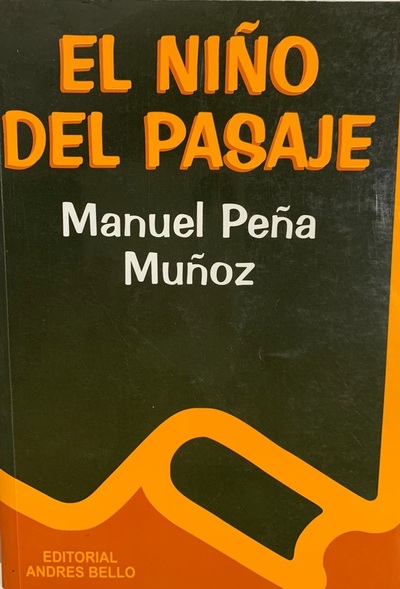 EL NIÑO
DEL PASAJE
Manuel Peña
Muñoz
EDITORIAL
ANDRES BELLO